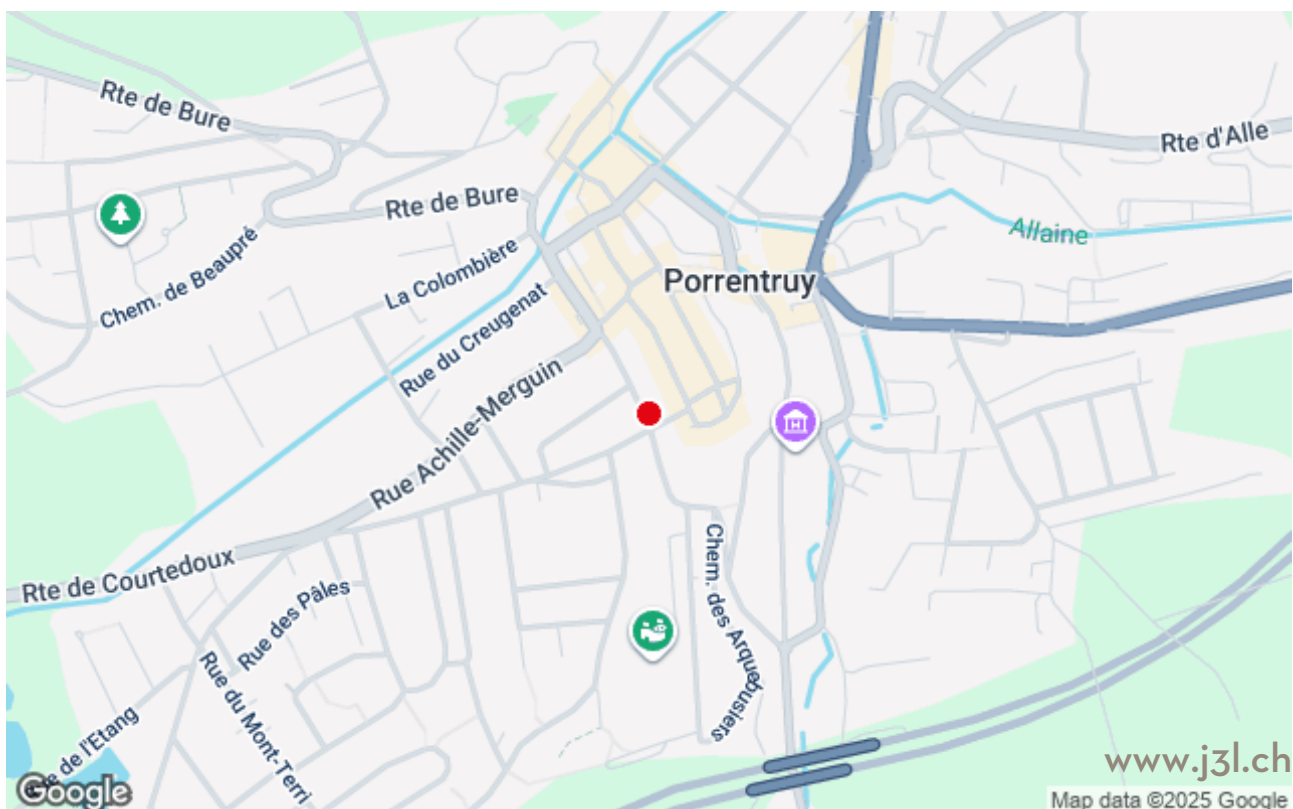 Rte de Bure
Rte d'Alle
Rte de Bure
Allaine
Chem. de Beaupré
La Colombière
Porrentruy
Rue du Creugenat
Rue Achille-Merguin
H
Rte de Courtedoux
Rue des Pâles
Chem. des Arquebusiers
Rue du Mont-Terri
de l'Etang
www.j3l.ch
Google
Map data ©2025 Google